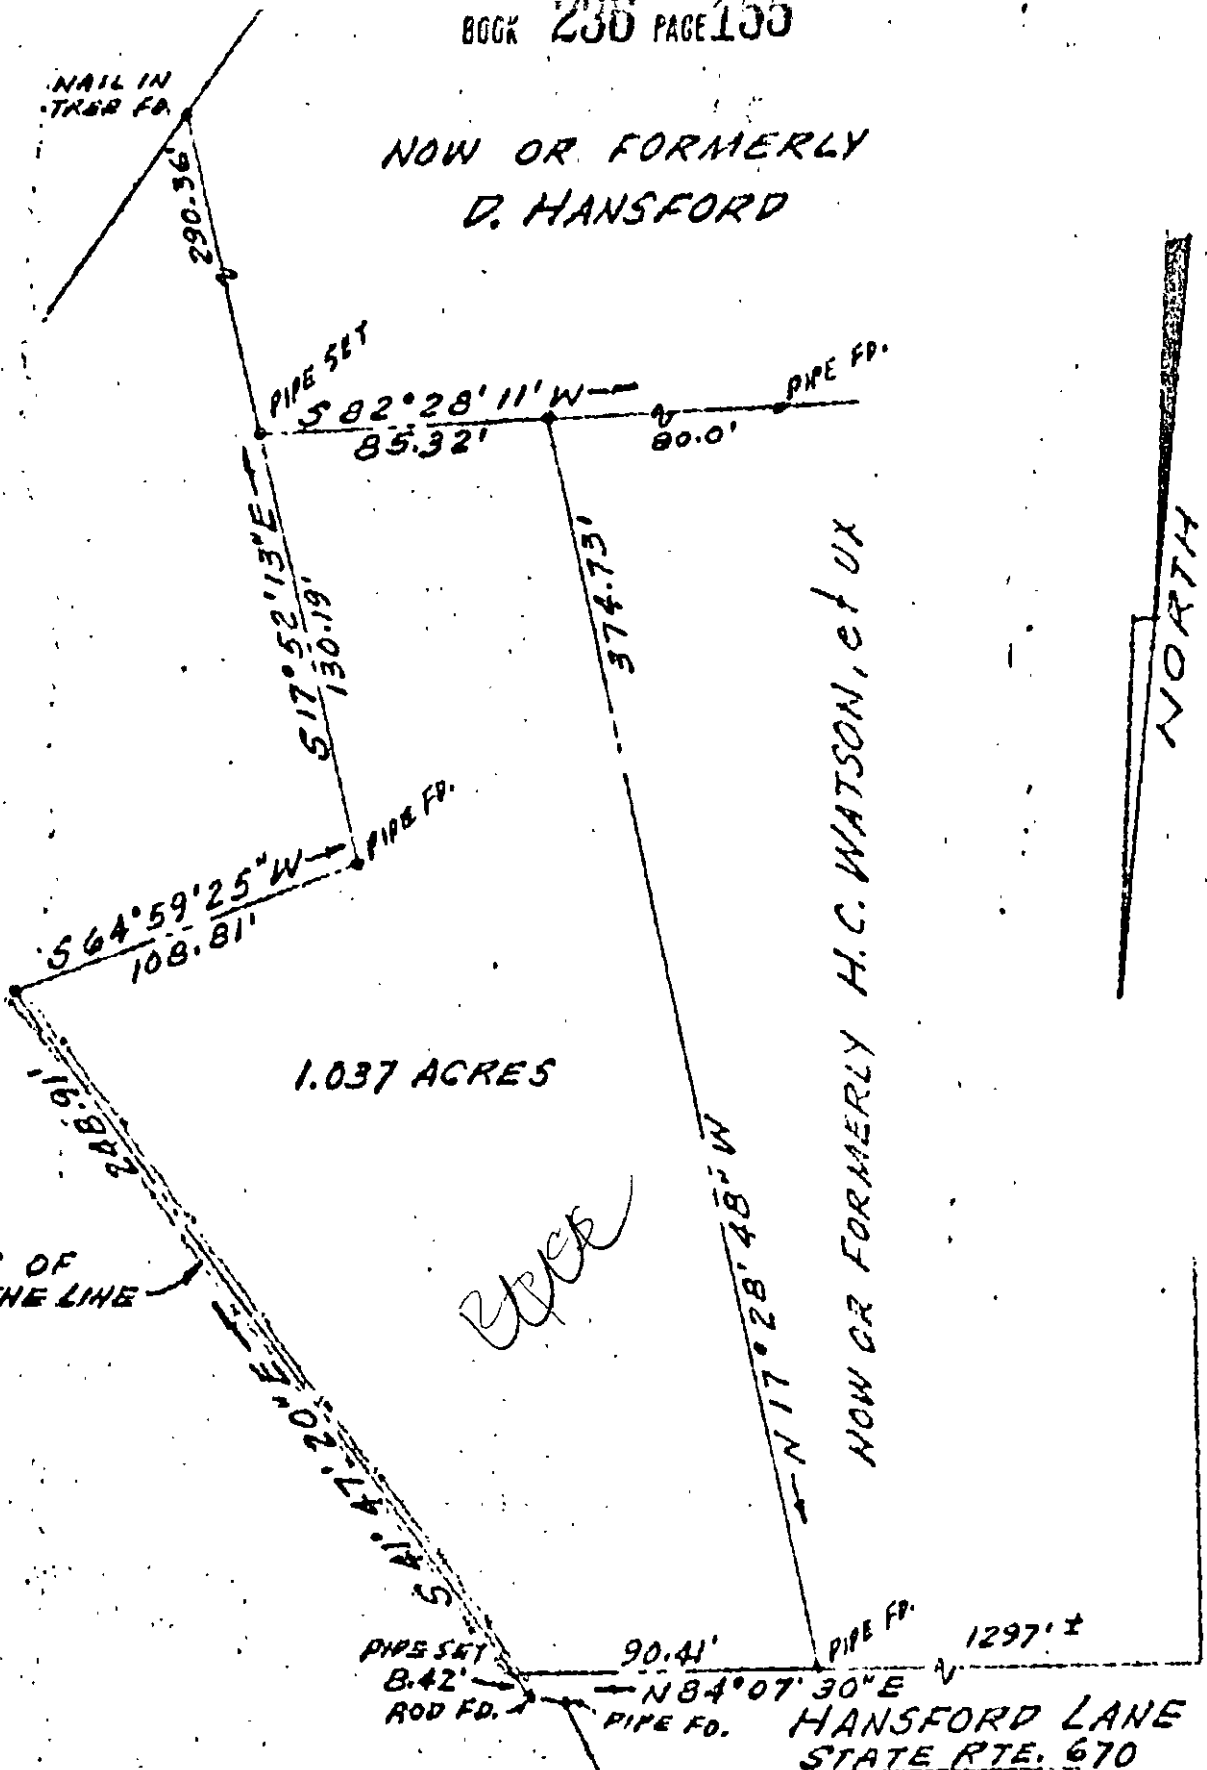 BOOK 236 PAGE 155
NAIL IN
TREE FD.
NOW OR FORMERLY
D. HANSFORD
290.36'
PIPE SET
S 82°28'11' W
85.32'
PIPE FD.
80.0'
S 17°52'13"E
130.19'
374.73'
NOW OR FORMERLY H.C. WATSON, et ux
NORTH
PIPE FD.
S 64°59'25"W
108.81'
1.037 ACRES
248.91'
OF
LINE
S 41°47'20"E
N 17°28'48"W
PIPE SET
8.42'
ROD FD.
90.41'
N 84°07'30"E
PIPE FD.
PIPE FD.
1297'±
HANSFORD LANE
STATE RTE. 670